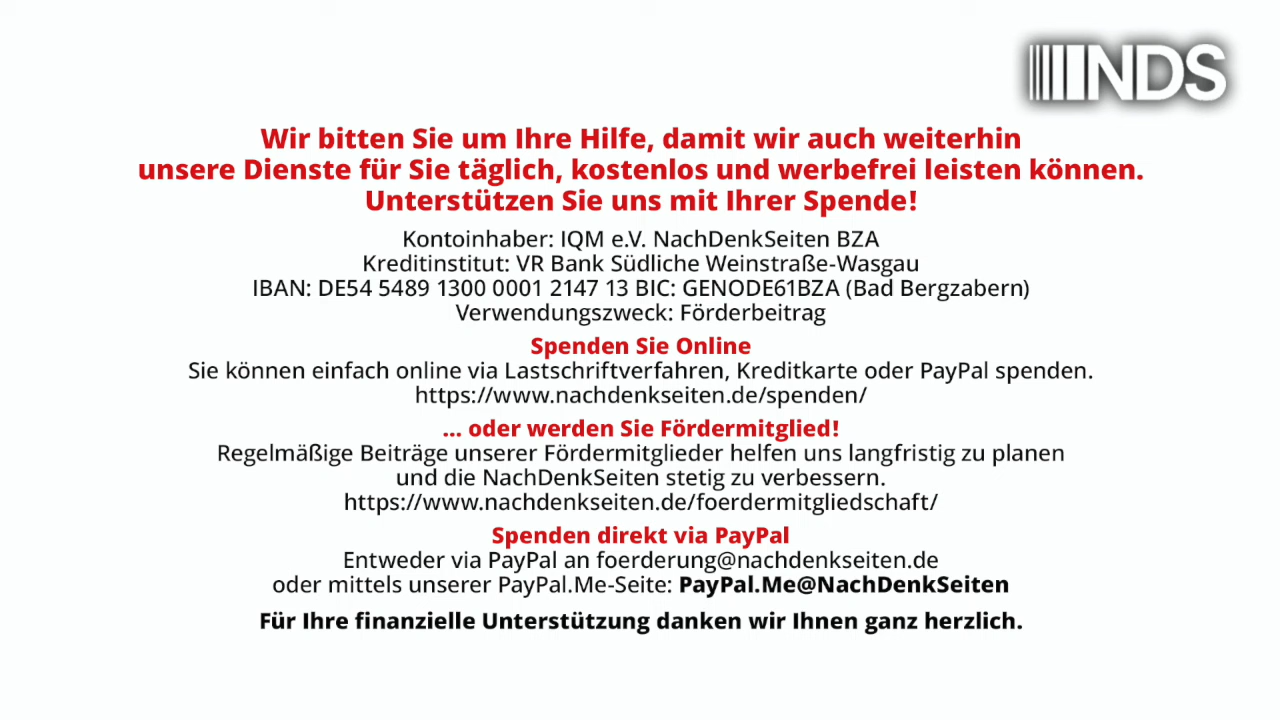 NDS
Wir bitten Sie um Ihre Hilfe, damit wir auch weiterhin
unsere Dienste für Sie täglich, kostenlos und werbefrei leisten können.
Unterstützen Sie uns mit Ihrer Spende!
Kontoinhaber: IQM e.V. NachDenkSeiten BZA
Kreditinstitut: VR Bank Südliche Weinstraße-Wasgau
IBAN: DE54 5489 1300 0001 2147 13 BIC: GENODE61BZA (Bad Bergzabern)
Verwendungszweck: Förderbeitrag
Spenden Sie Online
Sie können einfach online via Lastschriftverfahren, Kreditkarte oder PayPal spenden.
https://www.nachdenkseiten.de/spenden/
... oder werden Sie Fördermitglied!
Regelmäßige Beiträge unserer Fördermitglieder helfen uns langfristig zu planen
und die NachDenkSeiten stetig zu verbessern.
https://www.nachdenkseiten.de/foerdermitgliedschaft/
Spenden direkt via PayPal
Entweder via PayPal an foerderung@nachdenkseiten.de
oder mittels unserer PayPal.Me-Seite: PayPal.Me@NachDenkSeiten
Für Ihre finanzielle Unterstützung danken wir Ihnen ganz herzlich.